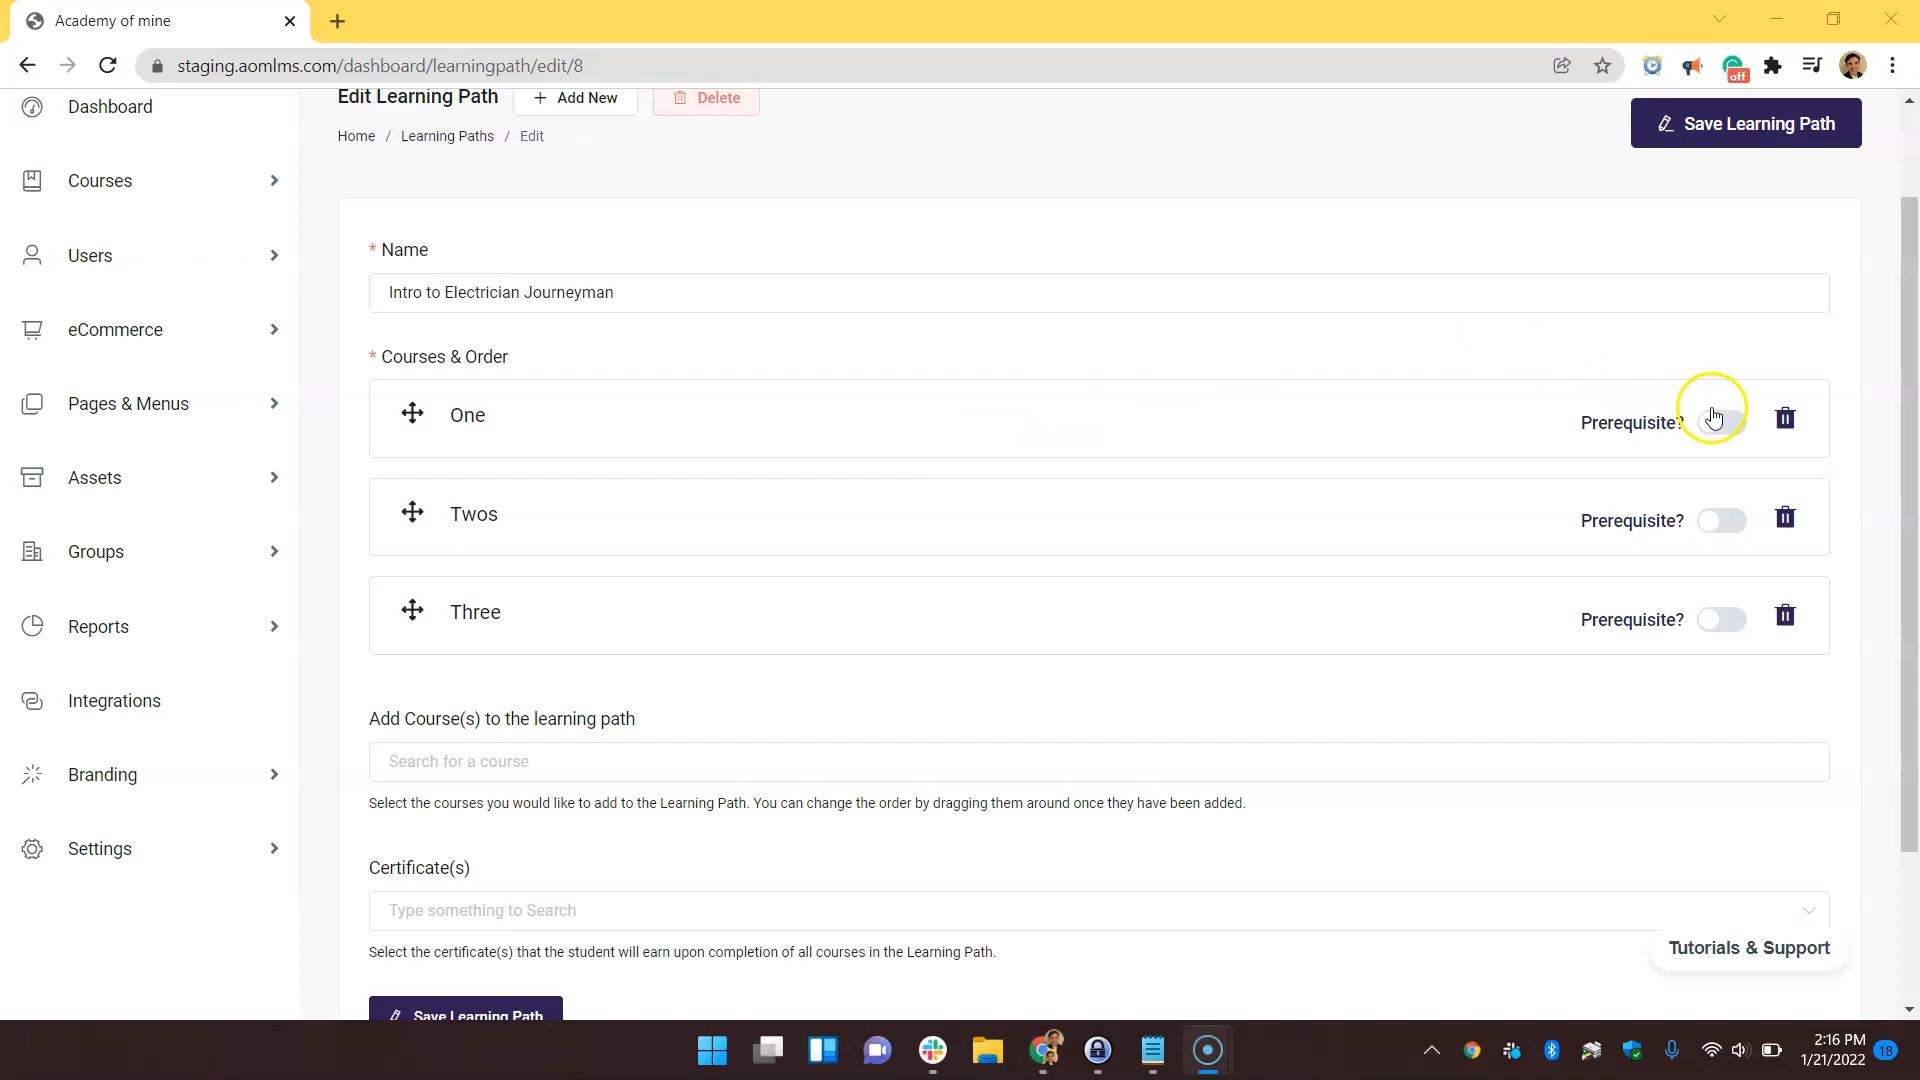 Academy of mine
staging.aomlms.com/dashboard/learningpath/edit/8
off
Dashboard
Courses
Users
eCommerce
Pages & Menus
Assets
Groups
Reports
Integrations
Branding
Settings
Edit Learning Path
+ Add New
Delete
Save Learning Path
Home / Learning Paths / Edit
* Name
Intro to Electrician Journeyman
* Courses & Order
One
Prerequisite?
Twos
Prerequisite?
Three
Prerequisite?
Add Course(s) to the learning path
Search for a course
Select the courses you would like to add to the Learning Path. You can change the order by dragging them around once they have been added.
Certificate(s)
Type something to Search
Select the certificate(s) that the student will earn upon completion of all courses in the Learning Path.
Tutorials & Support
Save Learning Path
2:16 PM
1/21/2022
18